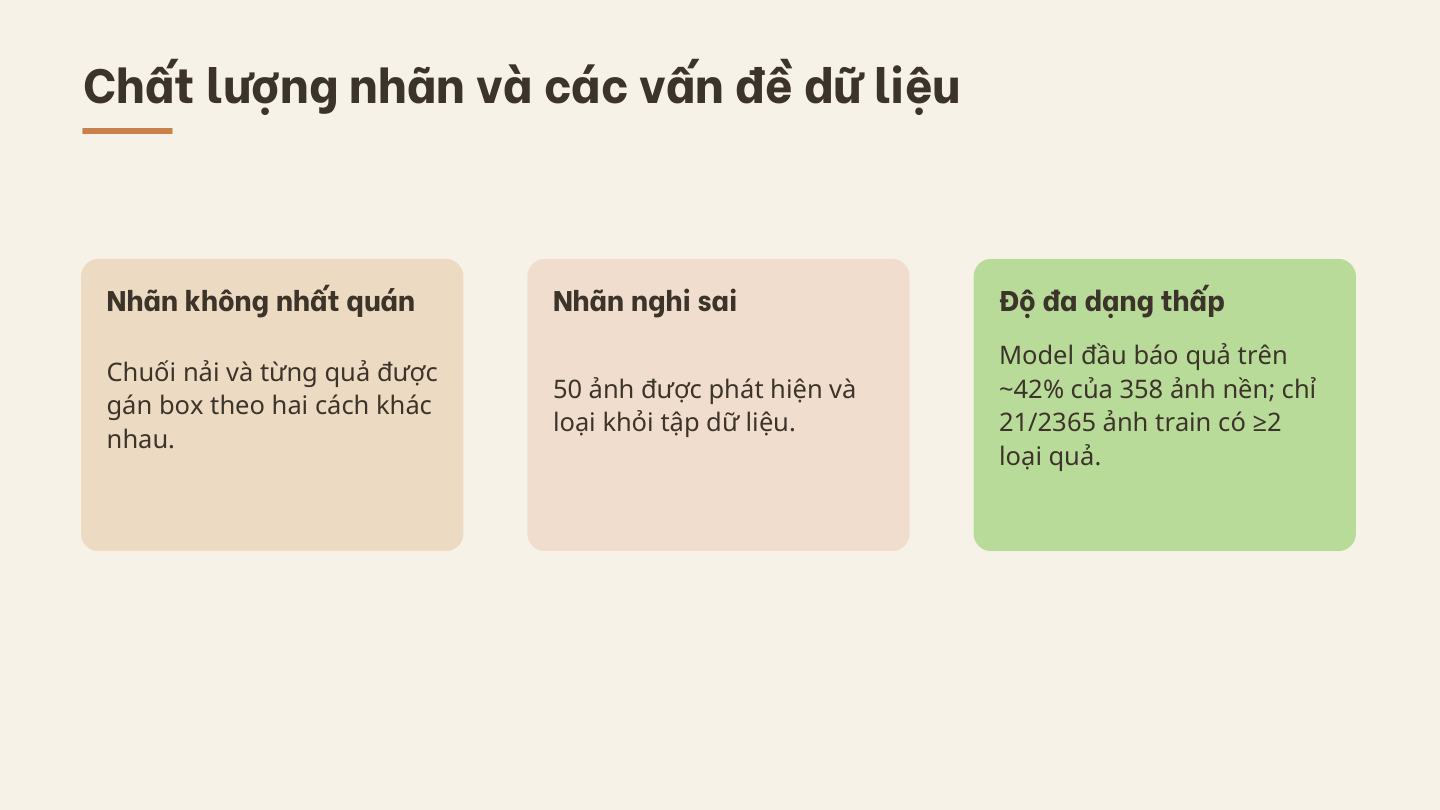 Chất lượng nhãn và các vấn đề dữ liệu
Nhãn không nhất quán
Chuối nải và từng quả được
gán box theo hai cách khác
nhau.
Nhãn nghi sai
50 ảnh được phát hiện và
loại khỏi tập dữ liệu.
Độ đa dạng thấp
Model đầu báo quả trên
~42% của 358 ảnh nền; chỉ
21/2365 ảnh train có ≥2
loại quả.